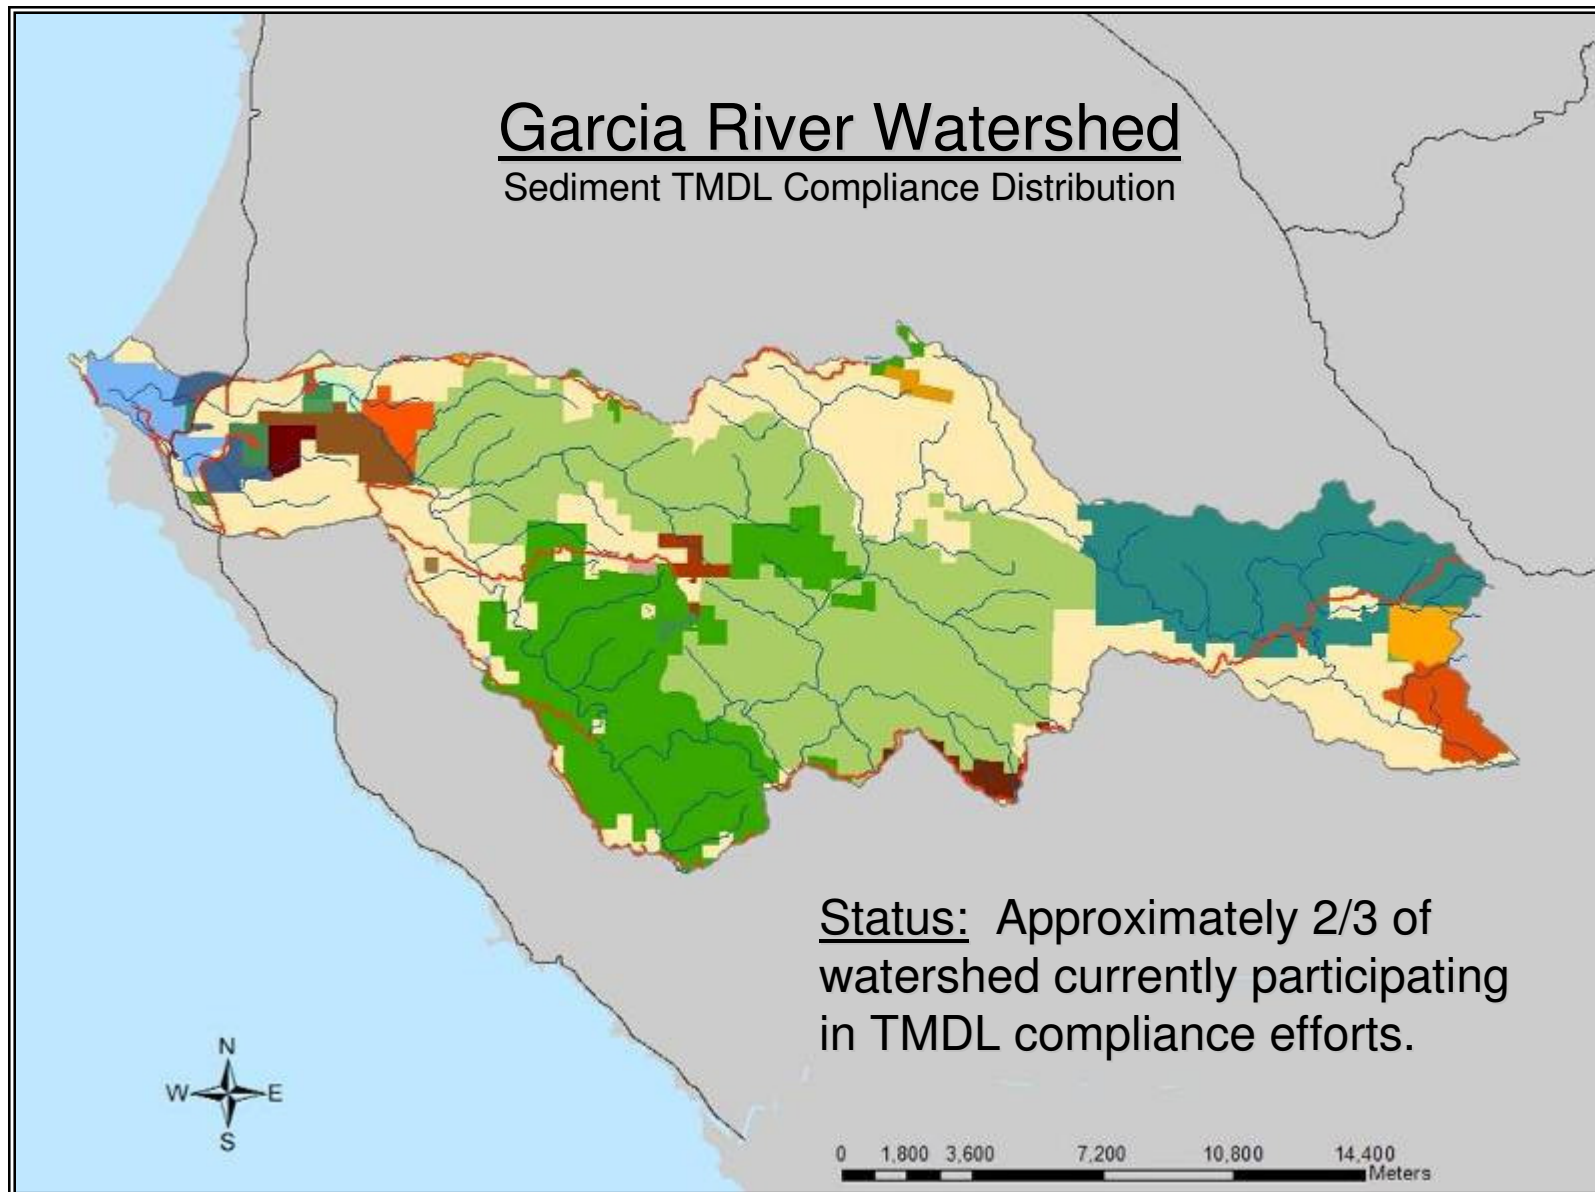 Garcia River Watershed
Sediment TMDL Compliance Distribution
Status: Approximately 2/3 of
watershed currently participating
in TMDL compliance efforts.
N
W E
S
0 1,800 3,600 7,200 10,800 14,400
Meters